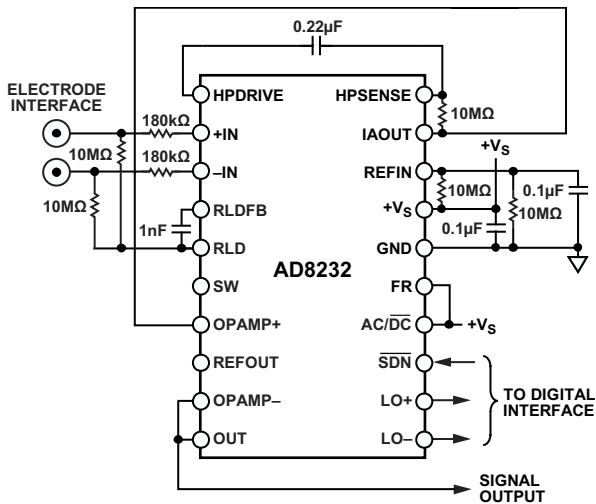 0.22µF
ELECTRODE
INTERFACE
HPDRIVE
HPSENSE
180kΩ
10MΩ
+IN
IAOUT
10MΩ
180kΩ
+VS
–IN
REFIN
10MΩ
10MΩ
0.1µF
RLDFB
+VS
10MΩ
1nF
0.1µF
RLD
GND
AD8232
SW
FR
OPAMP+
AC/DC
+VS
REFOUT
SDN
OPAMP–
LO+
TO DIGITAL
INTERFACE
OUT
LO–
SIGNAL
OUTPUT